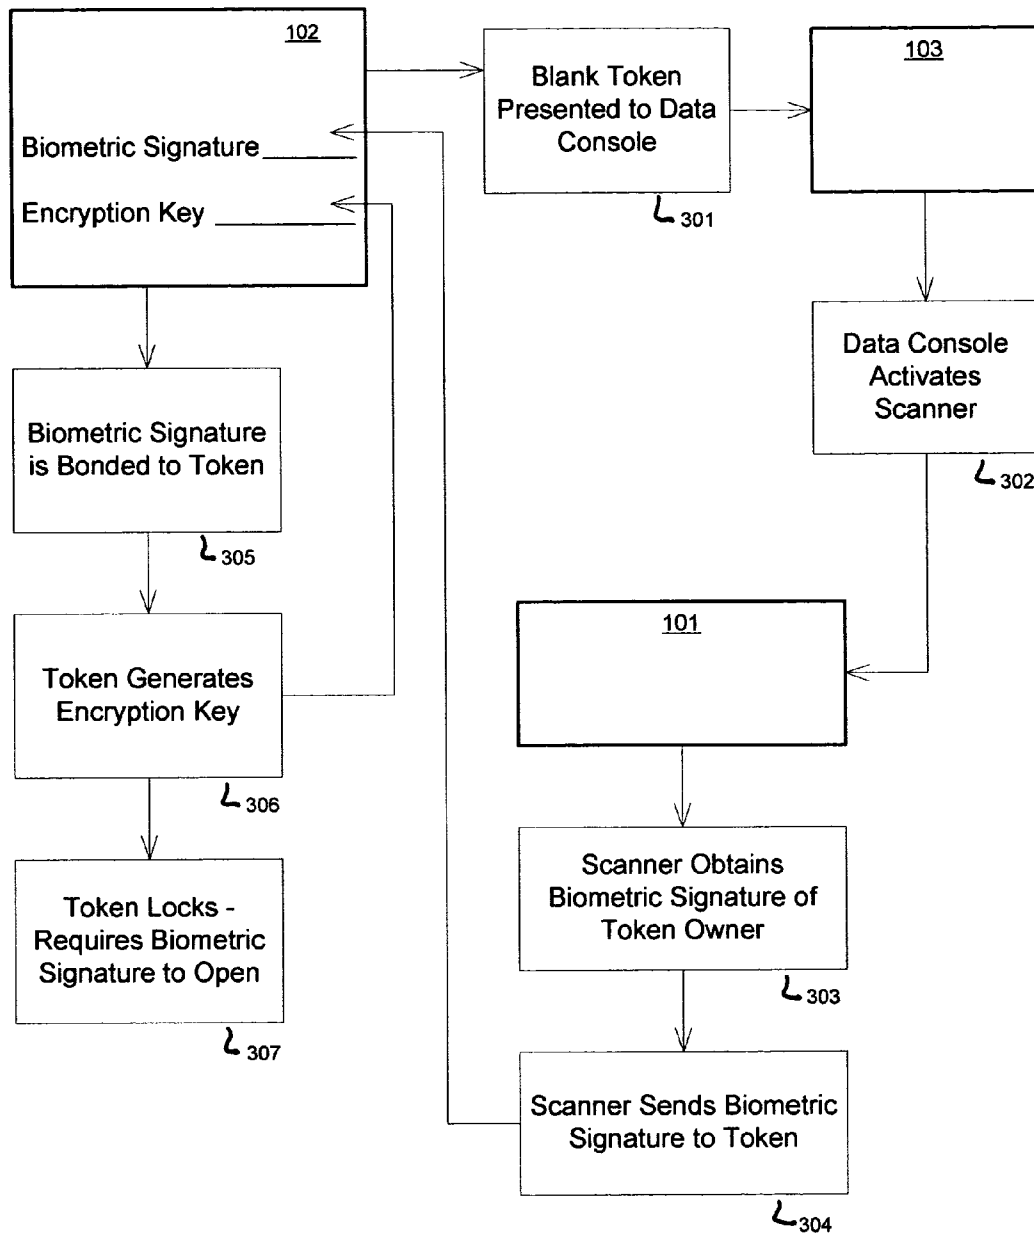 102
Biometric Signature
Encryption Key
Blank Token
Presented to Data
Console
301
103
Data Console
Activates
Scanner
302
101
Scanner Obtains
Biometric Signature of
Token Owner
303
Scanner Sends Biometric
Signature to Token
304
Biometric Signature
is Bonded to Token
305
Token Generates
Encryption Key
306
Token Locks -
Requires Biometric
Signature to Open
307